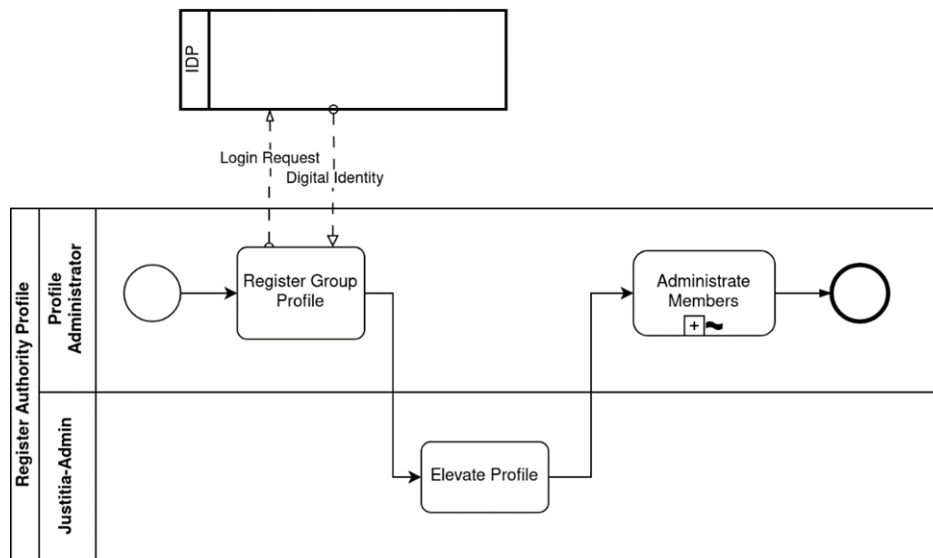 IDP
Login Request
Digital Identity
Register Authority Profile
Profile
Administrator
Register Group
Profile
Administrate
Members
Justitia-Admin
Elevate Profile